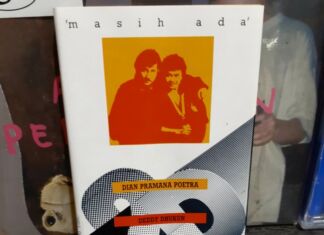 'masih ada'
DIAN PRAMANA POETRA
DEDDY DHUKUN